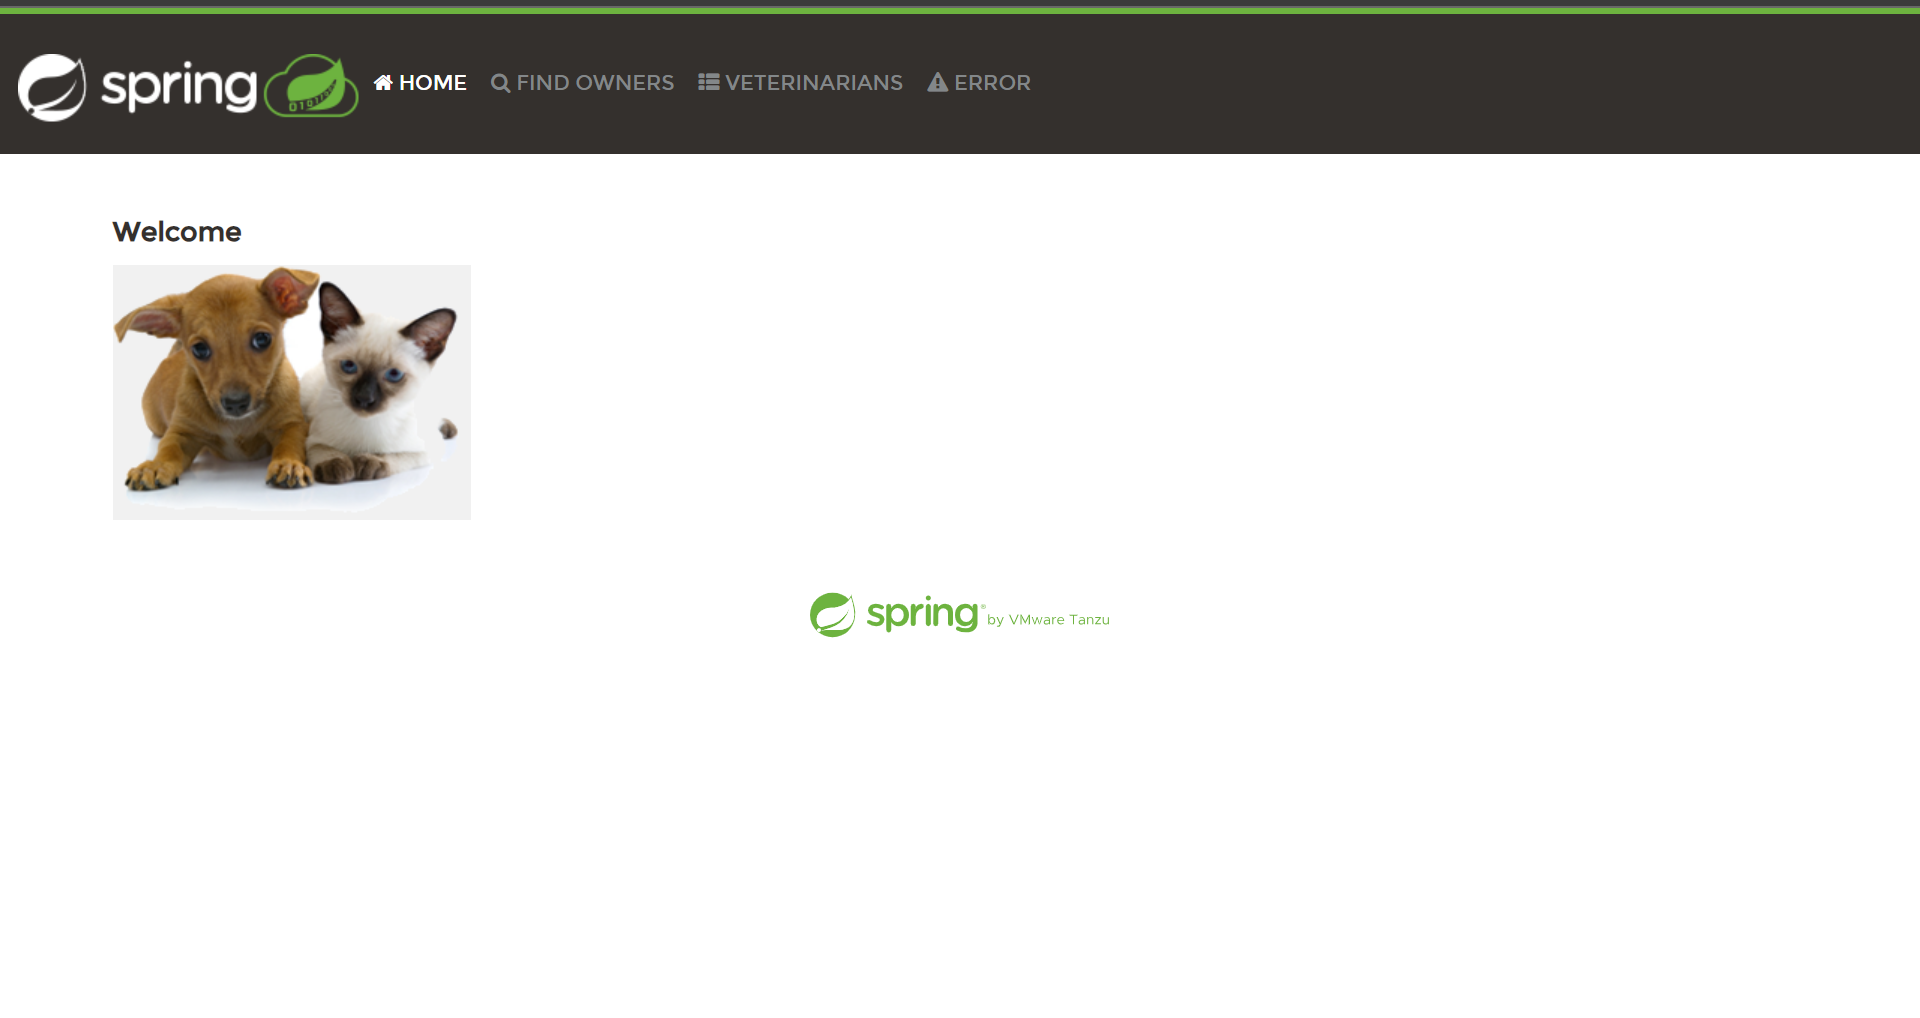 spring HOME FIND OWNERS VETERINARIANS ERROR
Welcome
spring® by VMware Tanzu